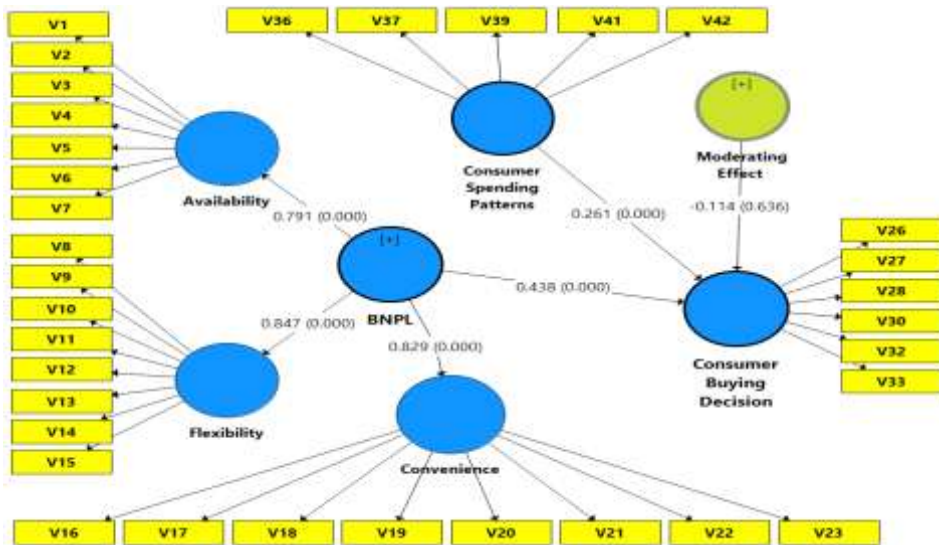 V1
V2
V3
V4
V5
V6
V7
V8
V9
V10
V11
V12
V13
V14
V15
V36
V37
V39
V41
V42
[+]
Moderating
Effect
Consumer
Spending
Patterns
Availability
0.791 (0.000)
0.261 (0.000)
-0.114 (0.636)
[+]
BNPL
0.438 (0.000)
0.847 (0.000)
0.829 (0.000)
V26
V27
V28
V30
V32
V33
Consumer
Buying
Decision
Flexibility
Convenience
V16
V17
V18
V19
V20
V21
V22
V23